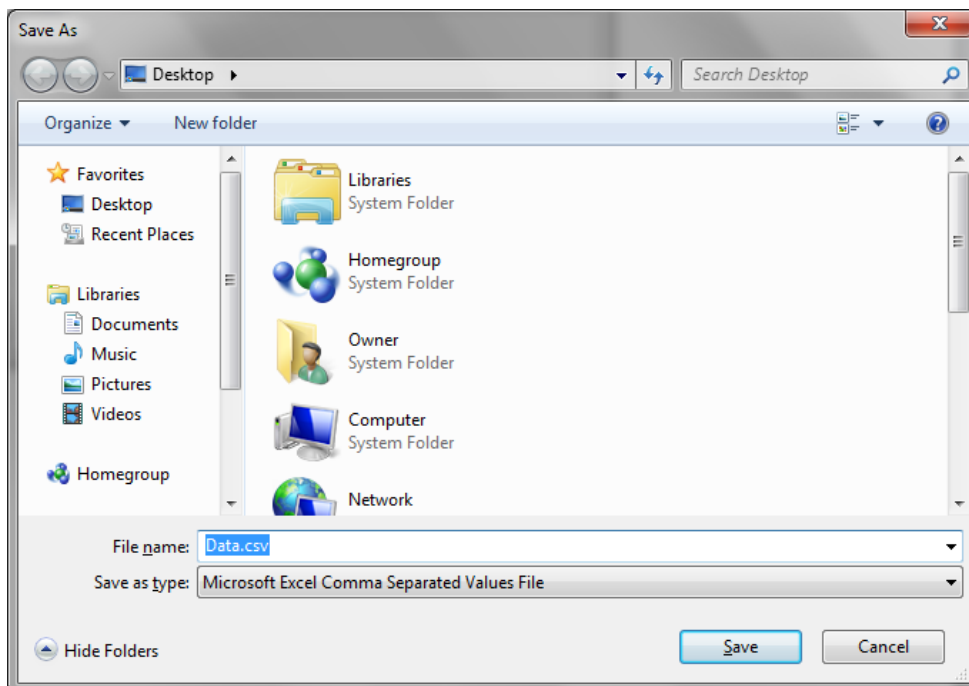 Save As
Desktop
Search Desktop
Organize
New folder
Favorites
Desktop
Recent Places
Libraries
Documents
Music
Pictures
Videos
Homegroup
Libraries
System Folder
Homegroup
System Folder
Owner
System Folder
Computer
System Folder
Network
File name: Data.csv
Save as type: Microsoft Excel Comma Separated Values File
Hide Folders
Save
Cancel